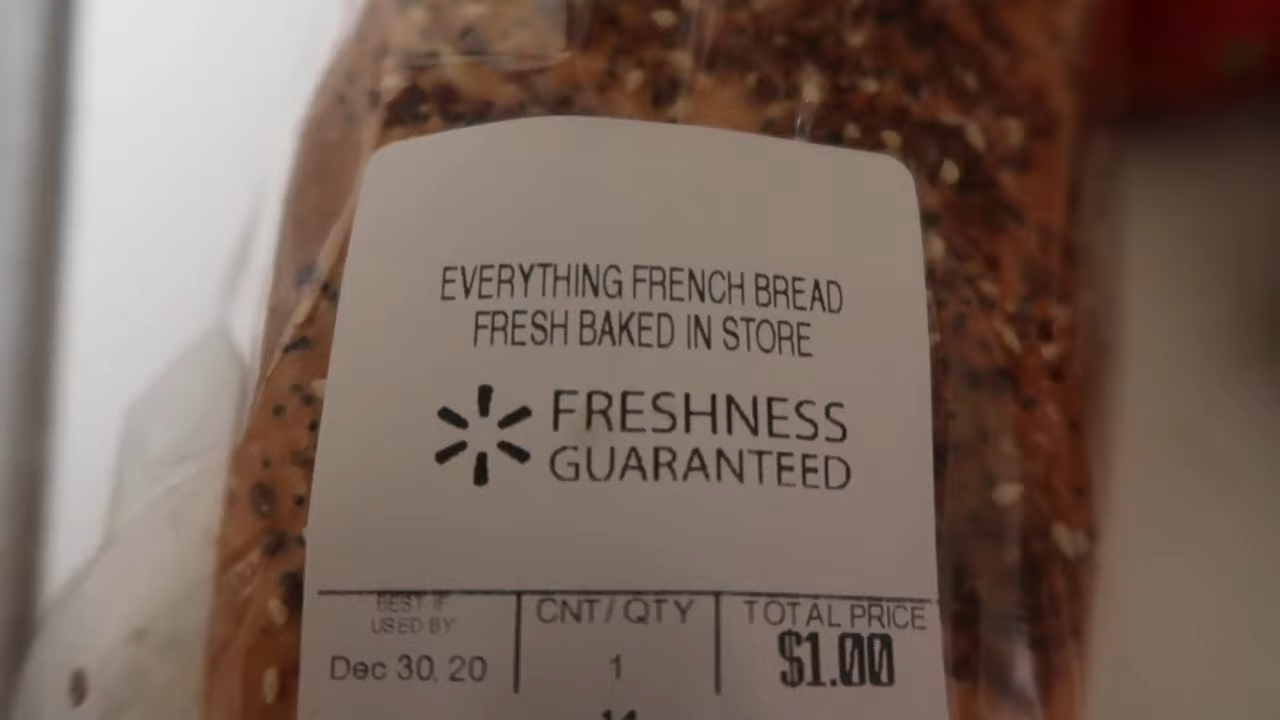 EVERYTHING FRENCH BREAD
FRESH BAKED IN STORE
FRESHNESS
GUARANTEED
BEST IF
USED BY
CNT/QTY
TOTAL PRICE
Dec 30, 20
1
$1.00